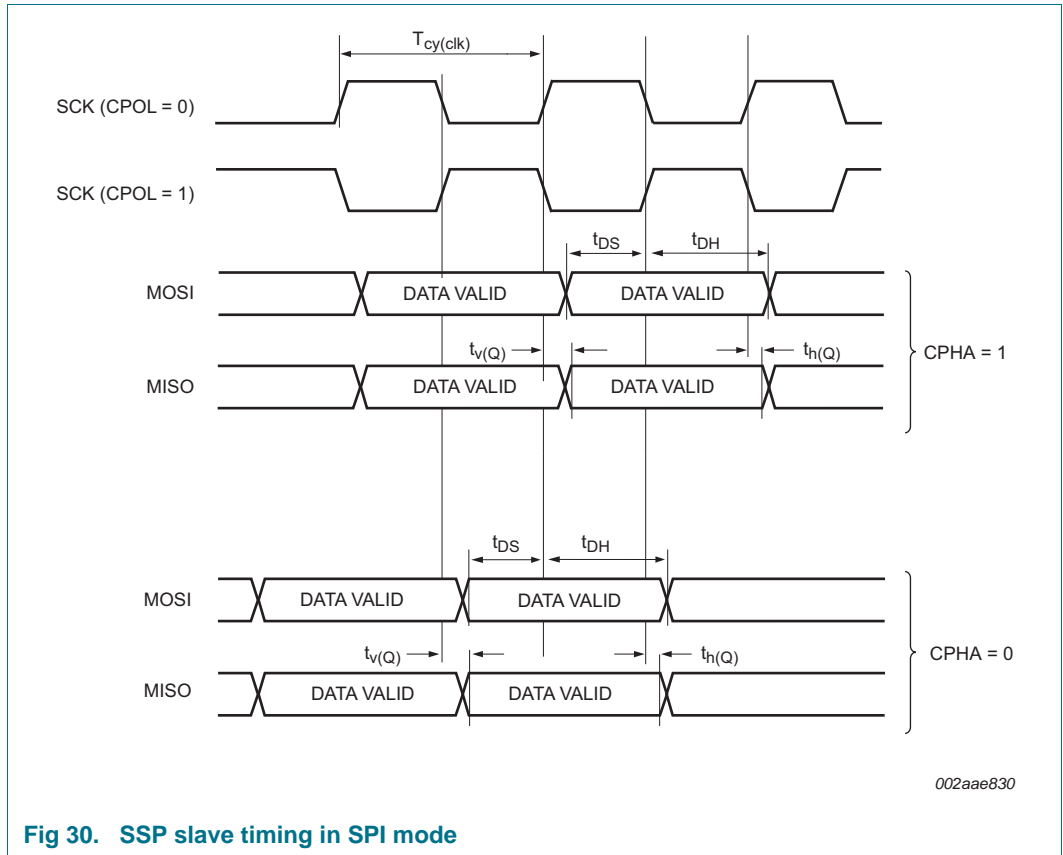 Tcy(clk)
SCK (CPOL = 0)
SCK (CPOL = 1)
tDS tDH
MOSI DATA VALID DATA VALID
tv(Q) th(Q)
CPHA = 1
MISO DATA VALID DATA VALID
tDS tDH
MOSI DATA VALID DATA VALID
tv(Q) th(Q)
CPHA = 0
MISO DATA VALID DATA VALID
002aae830
Fig 30. SSP slave timing in SPI mode